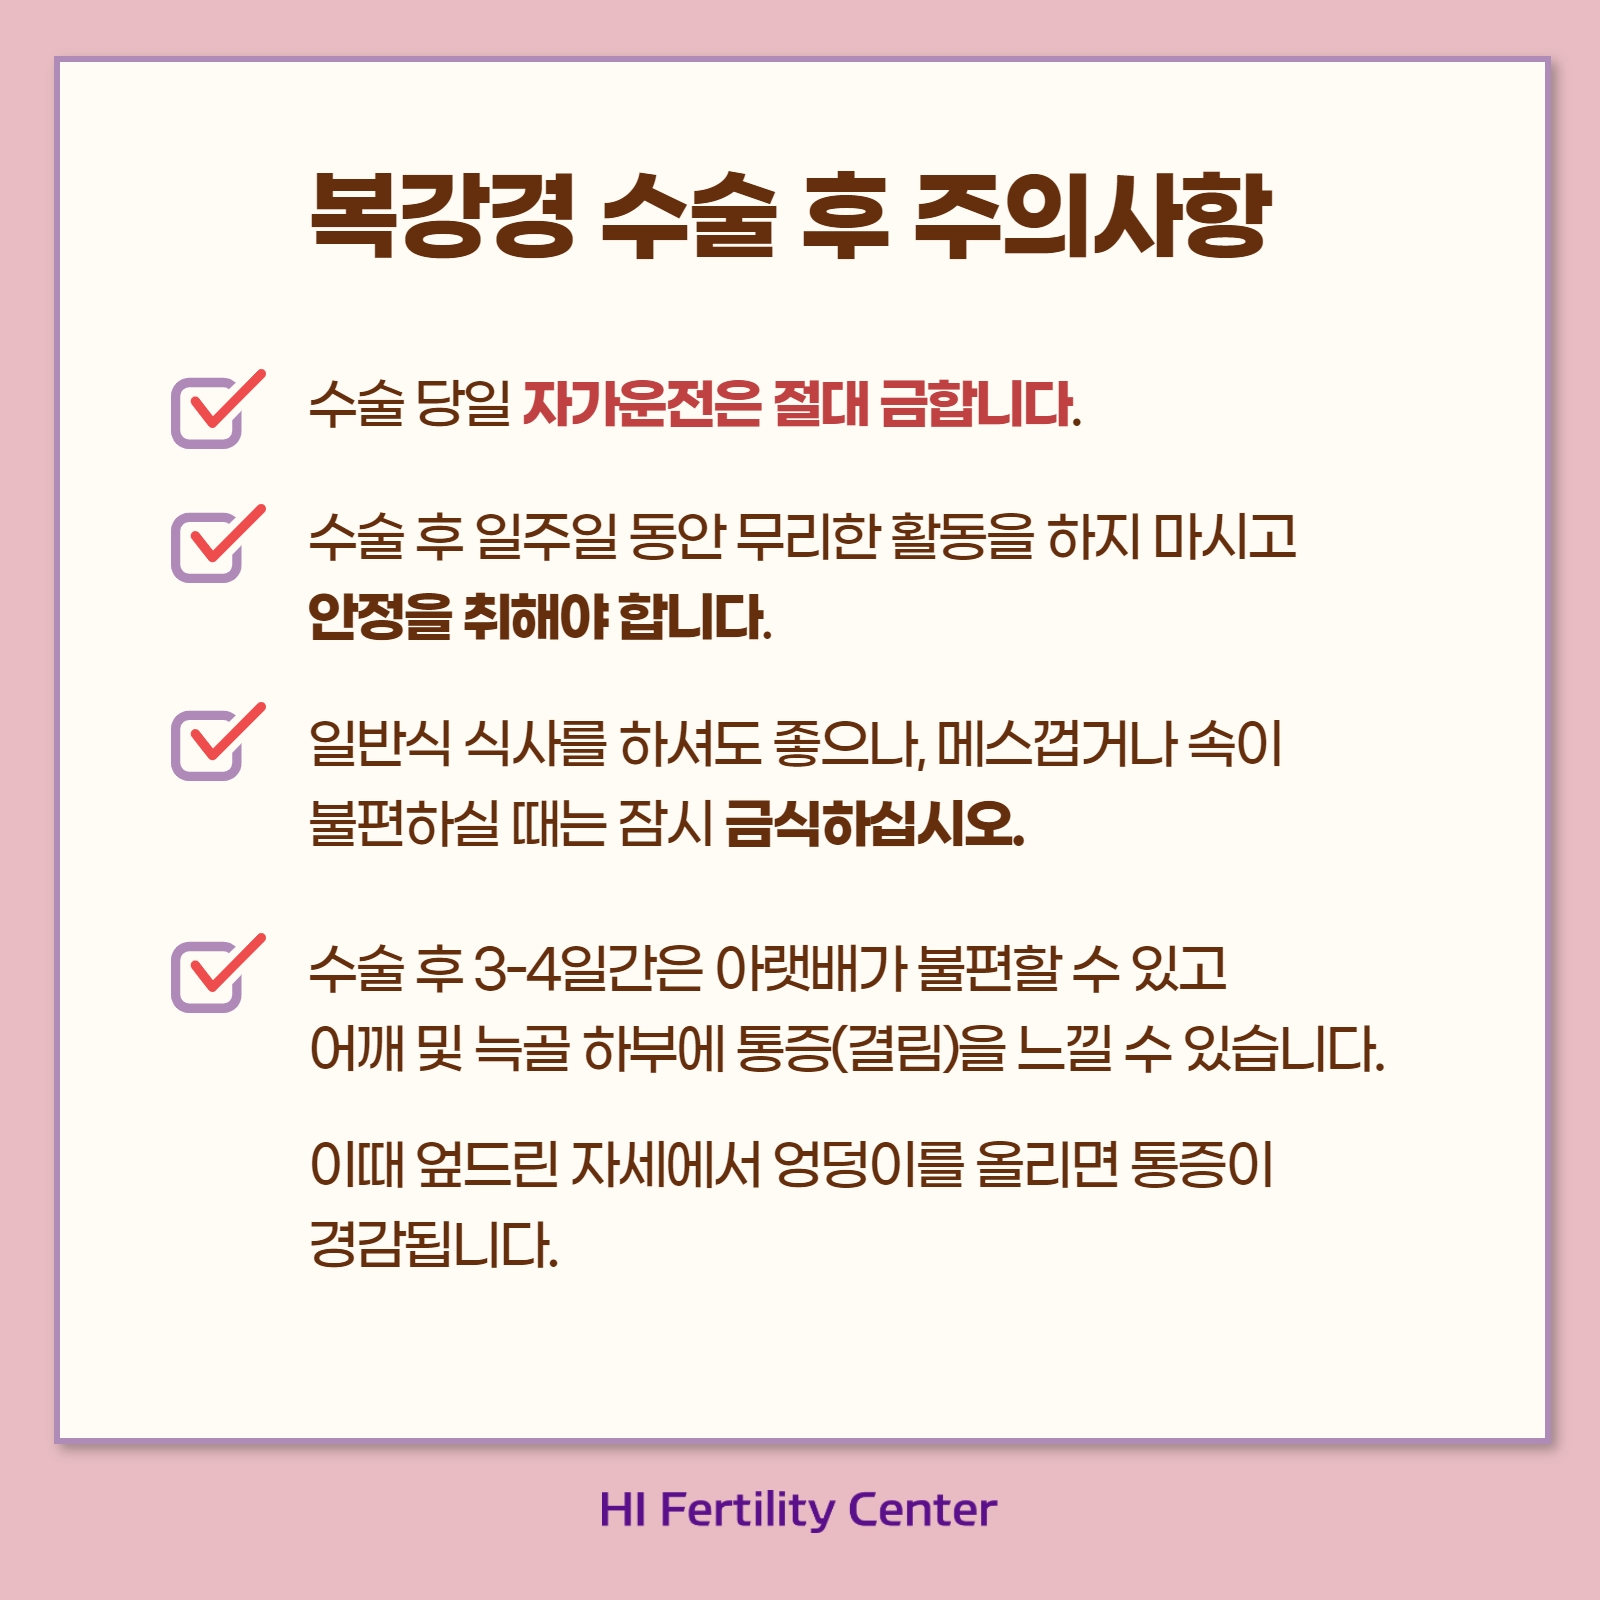 복강경 수술 후 주의사항
수술 당일 자가운전은 절대 금합니다.
수술 후 일주일 동안 무리한 활동을 하지 마시고
안정을 취해야 합니다.
일반식 식사를 하셔도 좋으나, 메스껍거나 속이
불편하실 때는 잠시 금식하십시오.
수술 후 3-4일간은 아랫배가 불편할 수 있고
어깨 및 늑골 하부에 통증(결림)을 느낄 수 있습니다.
이때 엎드린 자세에서 엉덩이를 올리면 통증이
경감됩니다.
HI Fertility Center